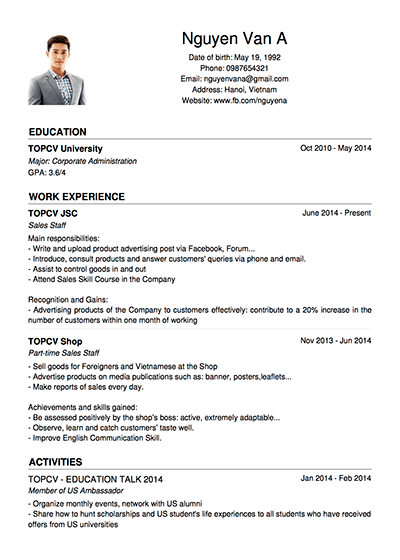 Nguyen Van A
Date of birth: May 19, 1992
Phone: 0987654321
Email: nguyenvana@gmail.com
Address: Hanoi, Vietnam
Website: www.fb.com/nguyena
EDUCATION
TOPCV University Oct 2010 - May 2014
Major: Corporate Administration
GPA: 3.6/4
WORK EXPERIENCE
TOPCV JSC June 2014 - Present
Sales Staff
Main responsibilities:
- Write and upload product advertising post via Facebook, Forum...
- Introduce, consult products and answer customers' queries via phone and email.
- Assist to control goods in and out
- Attend Sales Skill Course in the Company
Recognition and Gains:
- Advertising products of the Company to customers effectively: contribute to a 20% increase in the
number of customers within one month of working
TOPCV Shop Nov 2013 - Jun 2014
Part-time Sales Staff
- Sell goods for Foreigners and Vietnamese at the Shop
- Advertise products on media publications such as: banner, posters,leaflets...
- Make reports of sales every day.
Achievements and skills gained:
- Be assessed positively by the shop's boss: active, extremely adaptable...
- Observe, learn and catch customers' taste well.
- Improve English Communication Skill.
ACTIVITIES
TOPCV - EDUCATION TALK 2014 Jan 2014 - Feb 2014
Member of US Ambassador
- Organize monthly events, network with US alumni
- Share how to hunt scholarships and US student's life experiences to all students who have received
offers from US universities